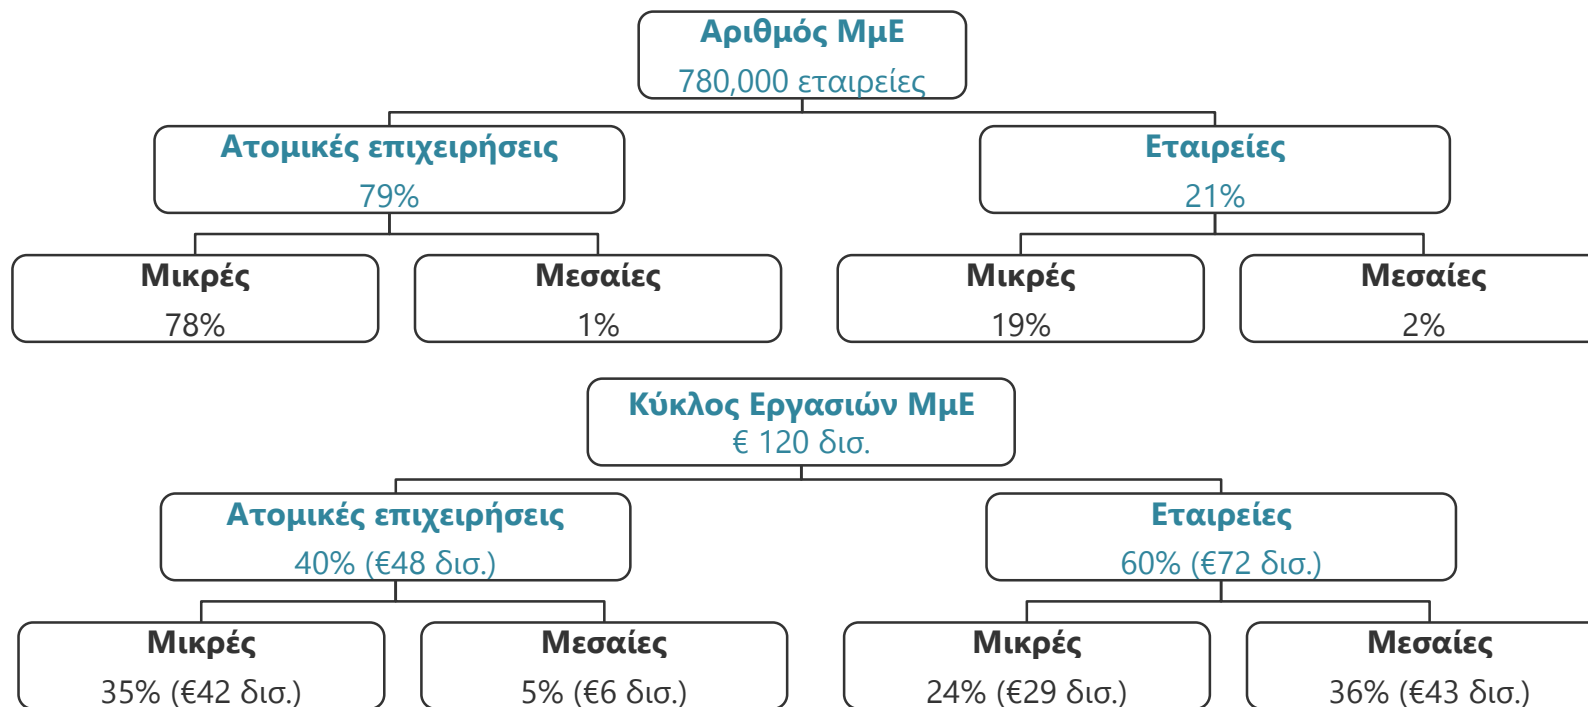 Αριθμός ΜμΕ
780,000 εταιρείες
Ατομικές επιχειρήσεις
79%
Εταιρείες
21%
Μικρές
78%
Μεσαίες
1%
Μικρές
19%
Μεσαίες
2%
Κύκλος Εργασιών ΜμΕ
€ 120 δισ.
Ατομικές επιχειρήσεις
40% (€48 δισ.)
Εταιρείες
60% (€72 δισ.)
Μικρές
35% (€42 δισ.)
Μεσαίες
5% (€6 δισ.)
Μικρές
24% (€29 δισ.)
Μεσαίες
36% (€43 δισ.)